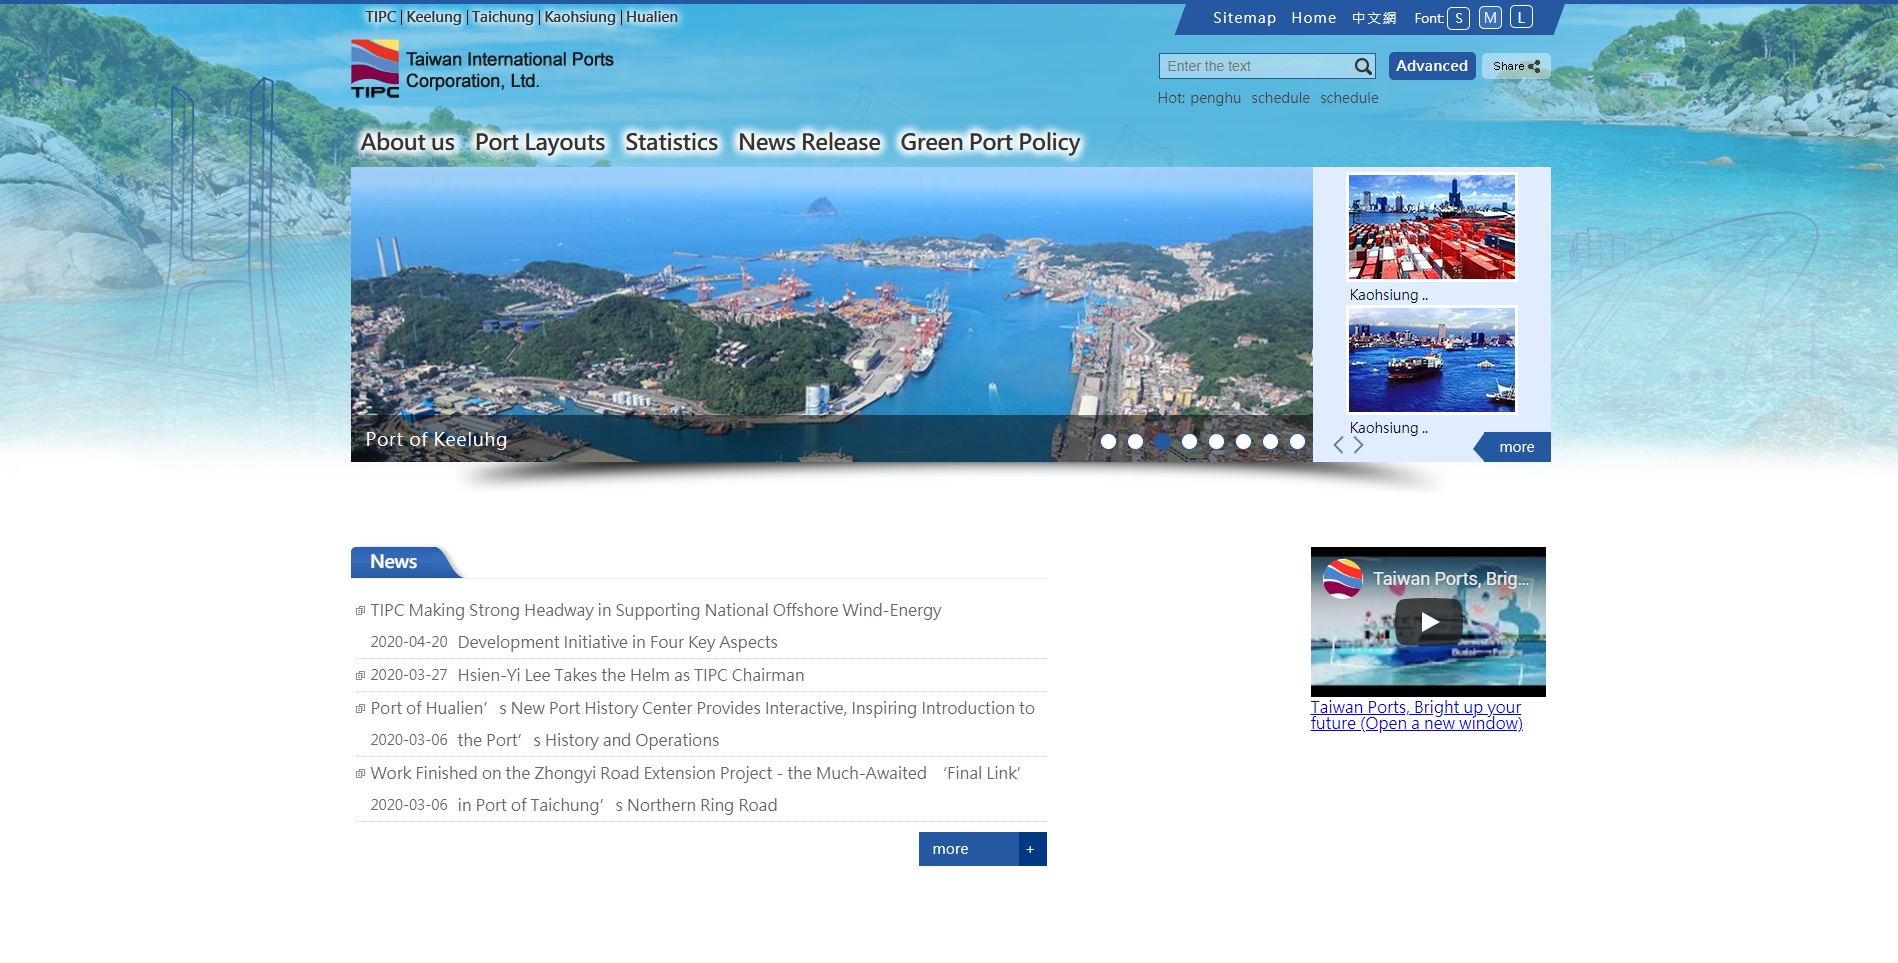 TIPC | Keelung | Taichung | Kaohsiung | Hualien
Sitemap Home 中文網 Font: S M L
Taiwan International Ports
Corporation, Ltd.
TIPC
Enter the text
Advanced
Share
Hot: penghu schedule schedule
About us Port Layouts Statistics News Release Green Port Policy
Kaohsiung ..
Kaohsiung ..
Port of Keeluhg
more
News
TIPC Making Strong Headway in Supporting National Offshore Wind-Energy
2020-04-20 Development Initiative in Four Key Aspects
2020-03-27 Hsien-Yi Lee Takes the Helm as TIPC Chairman
Port of Hualien’s New Port History Center Provides Interactive, Inspiring Introduction to
2020-03-06 the Port’s History and Operations
Work Finished on the Zhongyi Road Extension Project - the Much-Awaited ‘Final Link’
2020-03-06 in Port of Taichung’s Northern Ring Road
more +
Taiwan Ports, Brig...
Taiwan Ports, Bright up your
future (Open a new window)